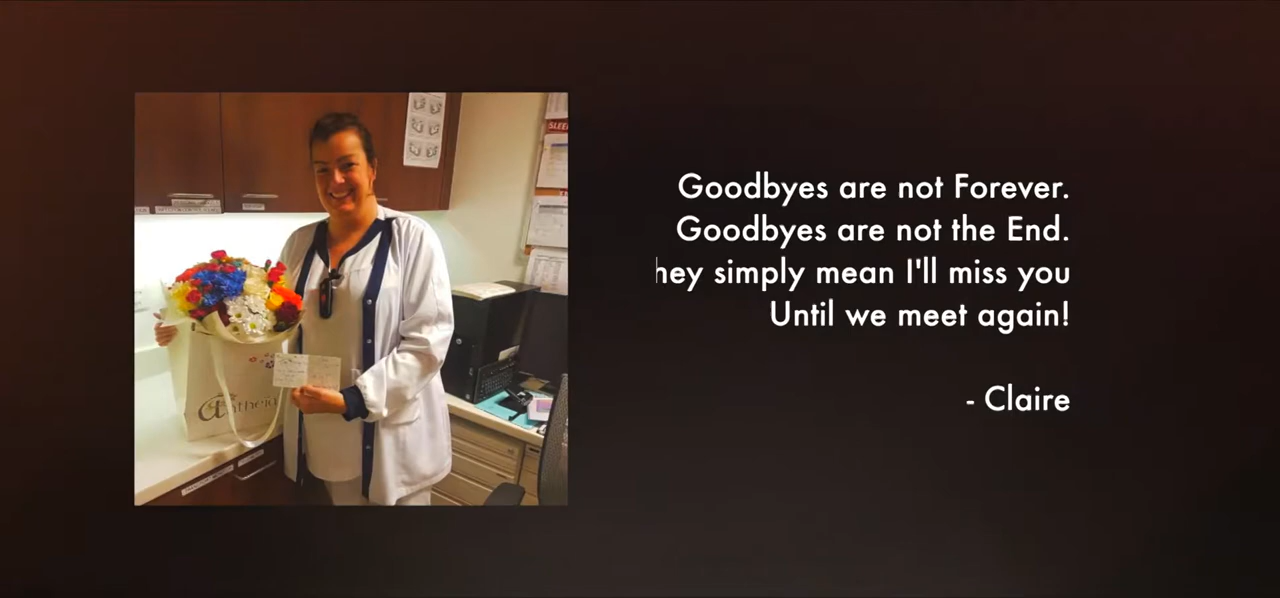 Goodbyes are not Forever.
Goodbyes are not the End.
hey simply mean I'll miss you
Until we meet again!
- Claire
SLEE